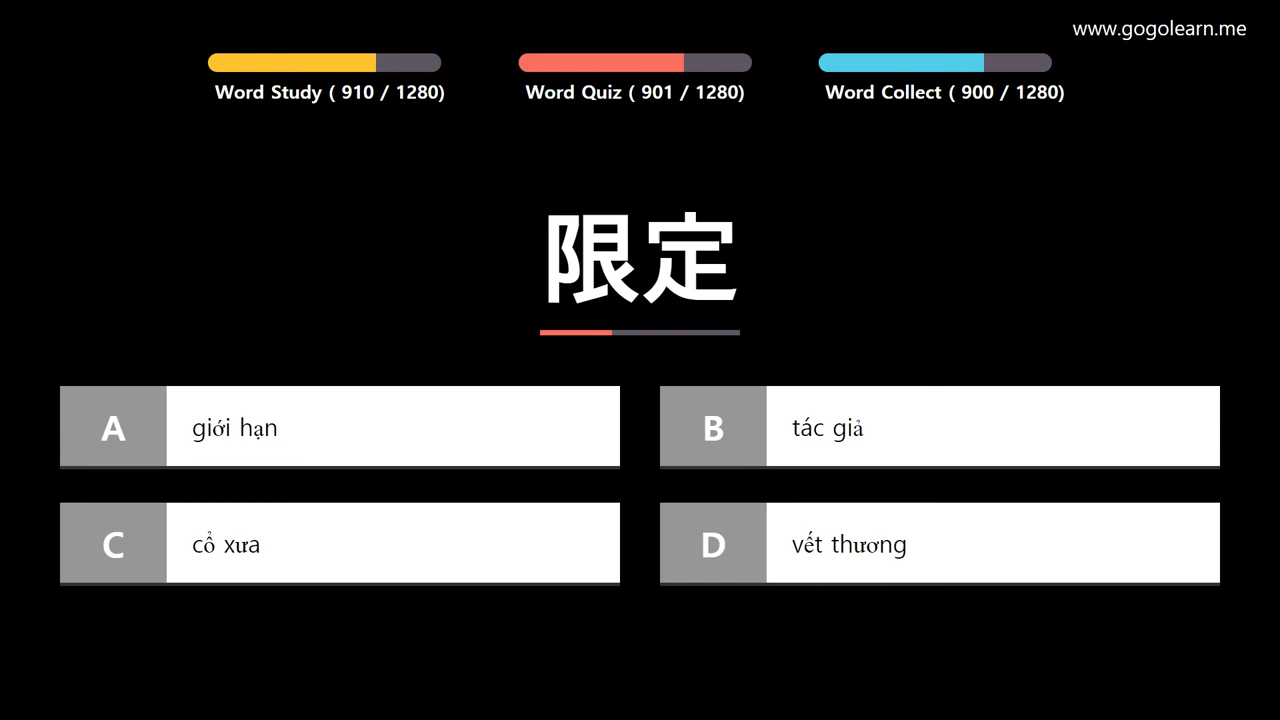 www.gogolearn.me
Word Study ( 910 / 1280)
Word Quiz ( 901 / 1280)
Word Collect ( 900 / 1280)
限定
A
giới hạn
B
tác giả
C
cổ xưa
D
vết thương